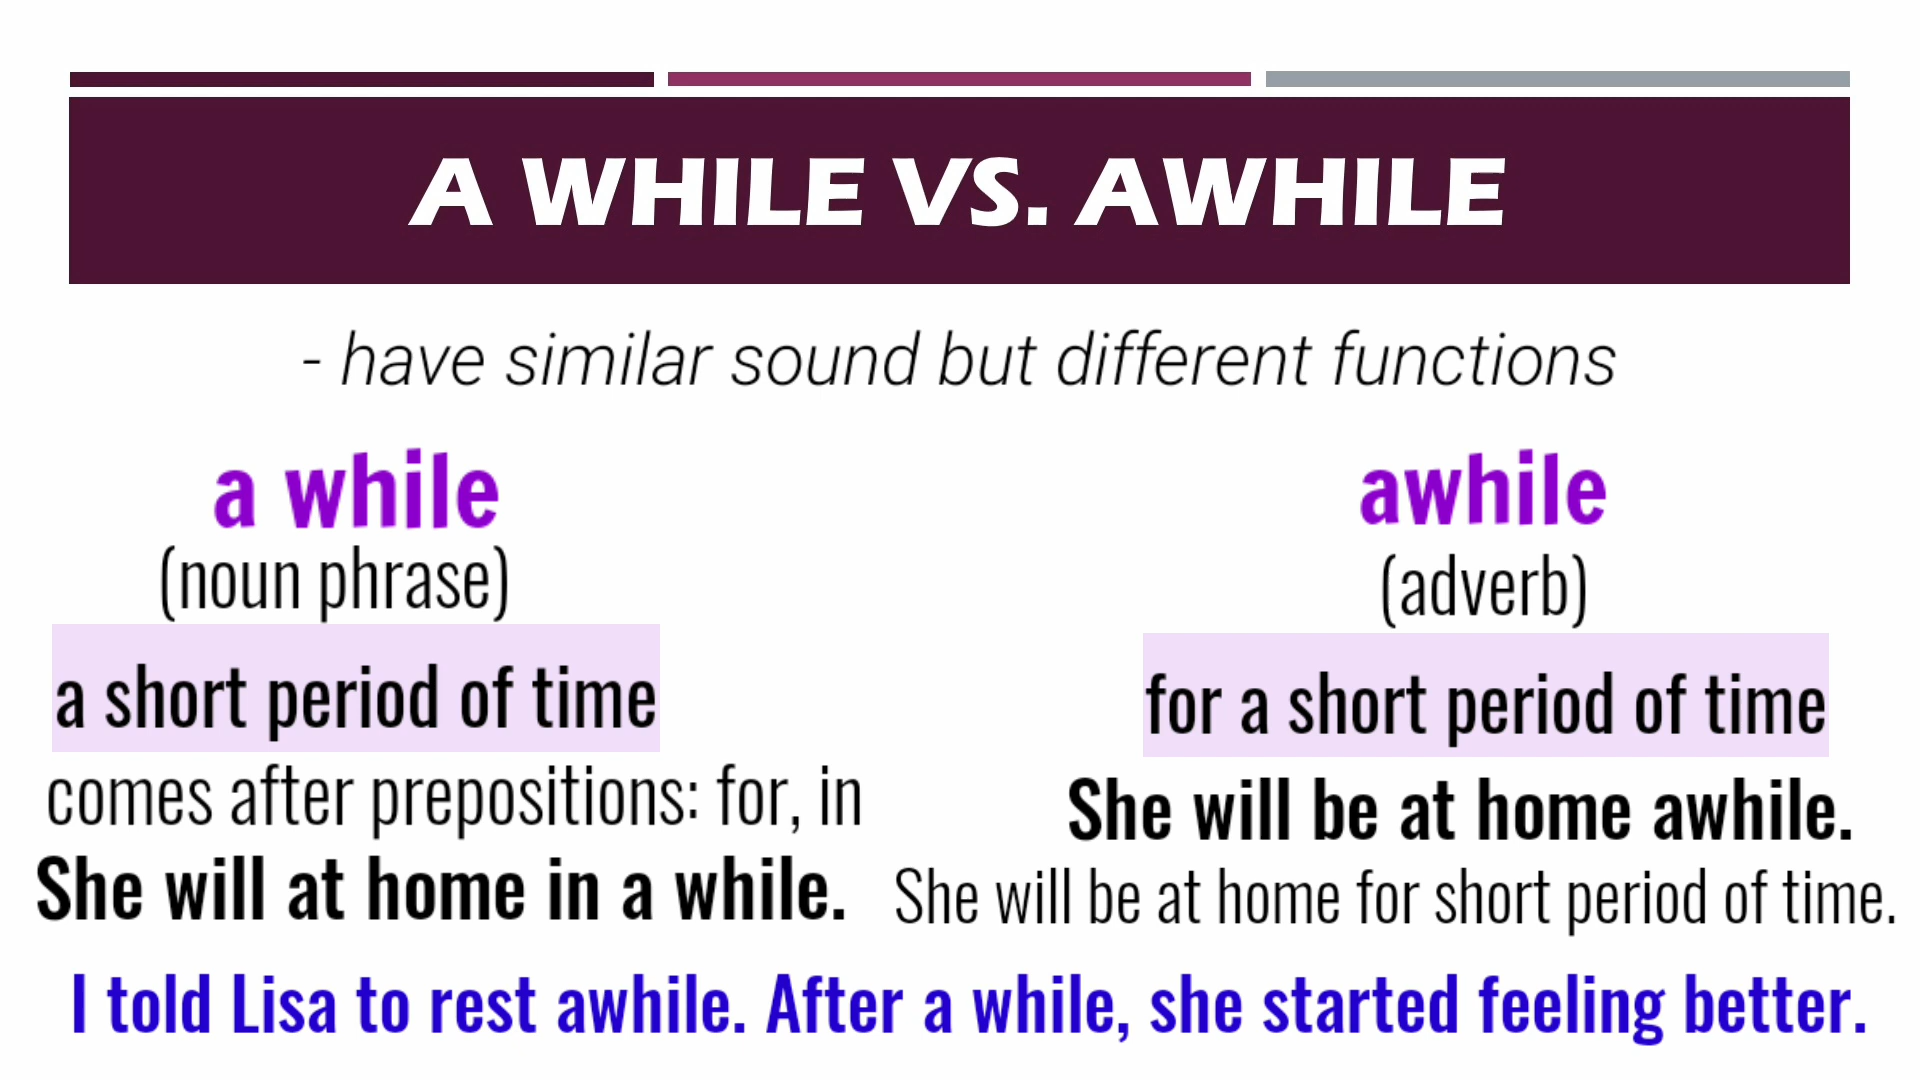 A WHILE VS. AWHILE
- have similar sound but different functions
a while
(noun phrase)
a short period of time
comes after prepositions: for, in
She will at home in a while.
awhile
(adverb)
for a short period of time
She will be at home awhile.
She will be at home for short period of time.
I told Lisa to rest awhile. After a while, she started feeling better.